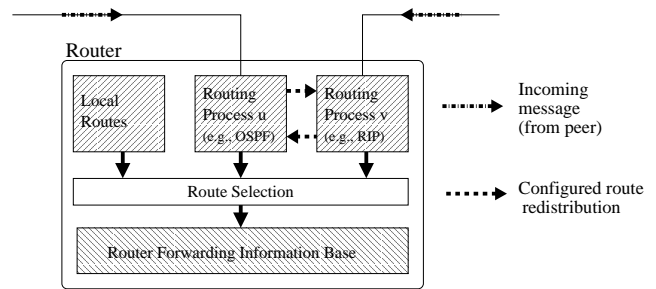 Router
Local
Routes
Routing
Process u
(e.g., OSPF)
Routing
Process v
(e.g., RIP)
Route Selection
Router Forwarding Information Base
Incoming
message
(from peer)
Configured route
redistribution